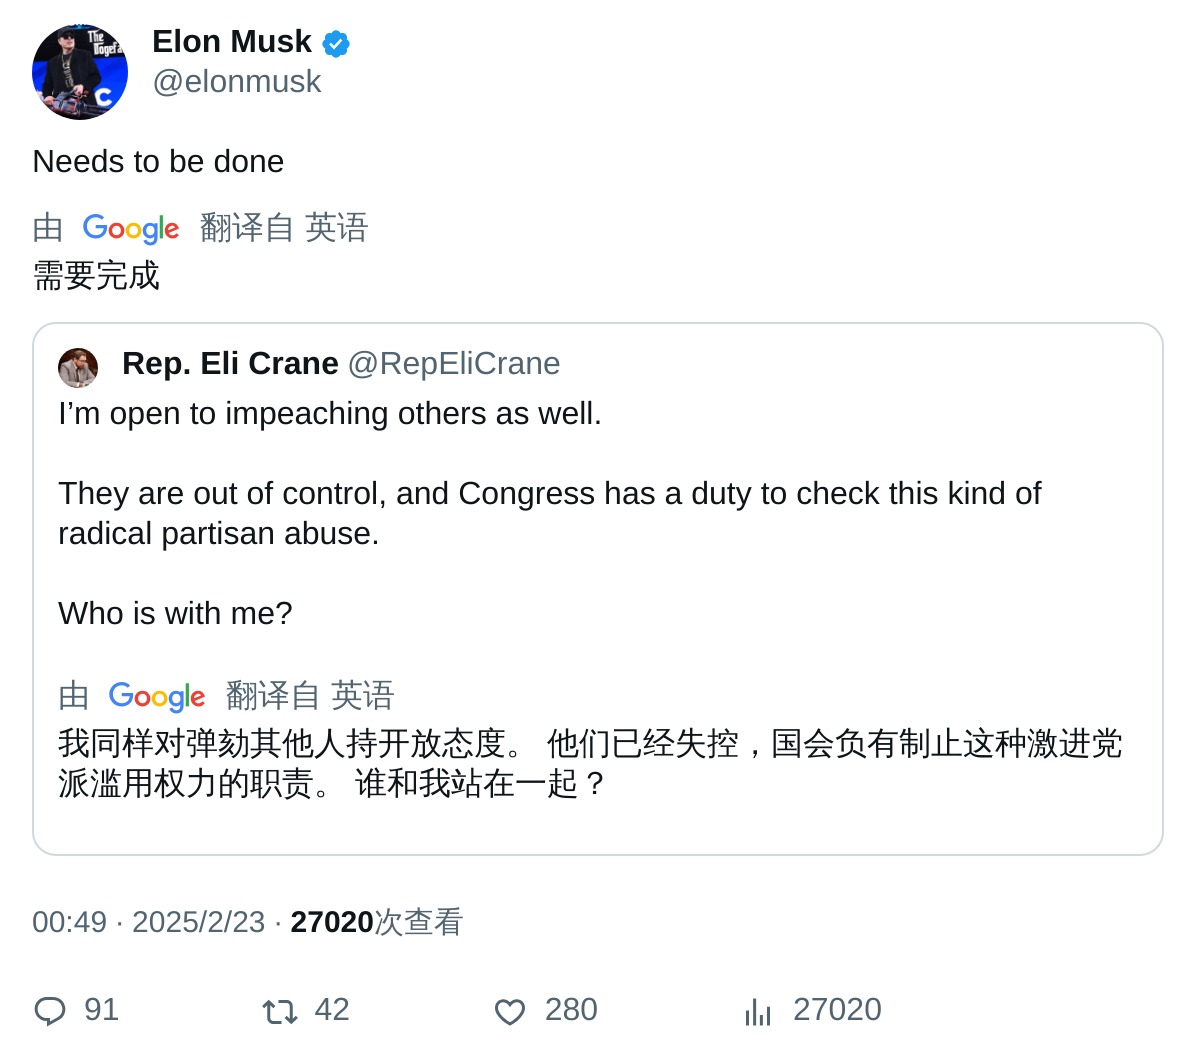 The
Dogefa
C
Elon Musk
@elonmusk
Needs to be done
由 Google 翻译自 英语
需要完成
Rep. Eli Crane @RepEliCrane
I’m open to impeaching others as well.
They are out of control, and Congress has a duty to check this kind of
radical partisan abuse.
Who is with me?
由 Google 翻译自 英语
我同样对弹劾其他人持开放态度。 他们已经失控，国会负有制止这种激进党
派滥用权力的职责。 谁和我站在一起？
00:49 · 2025/2/23 · 27020次查看
91 42 280 27020